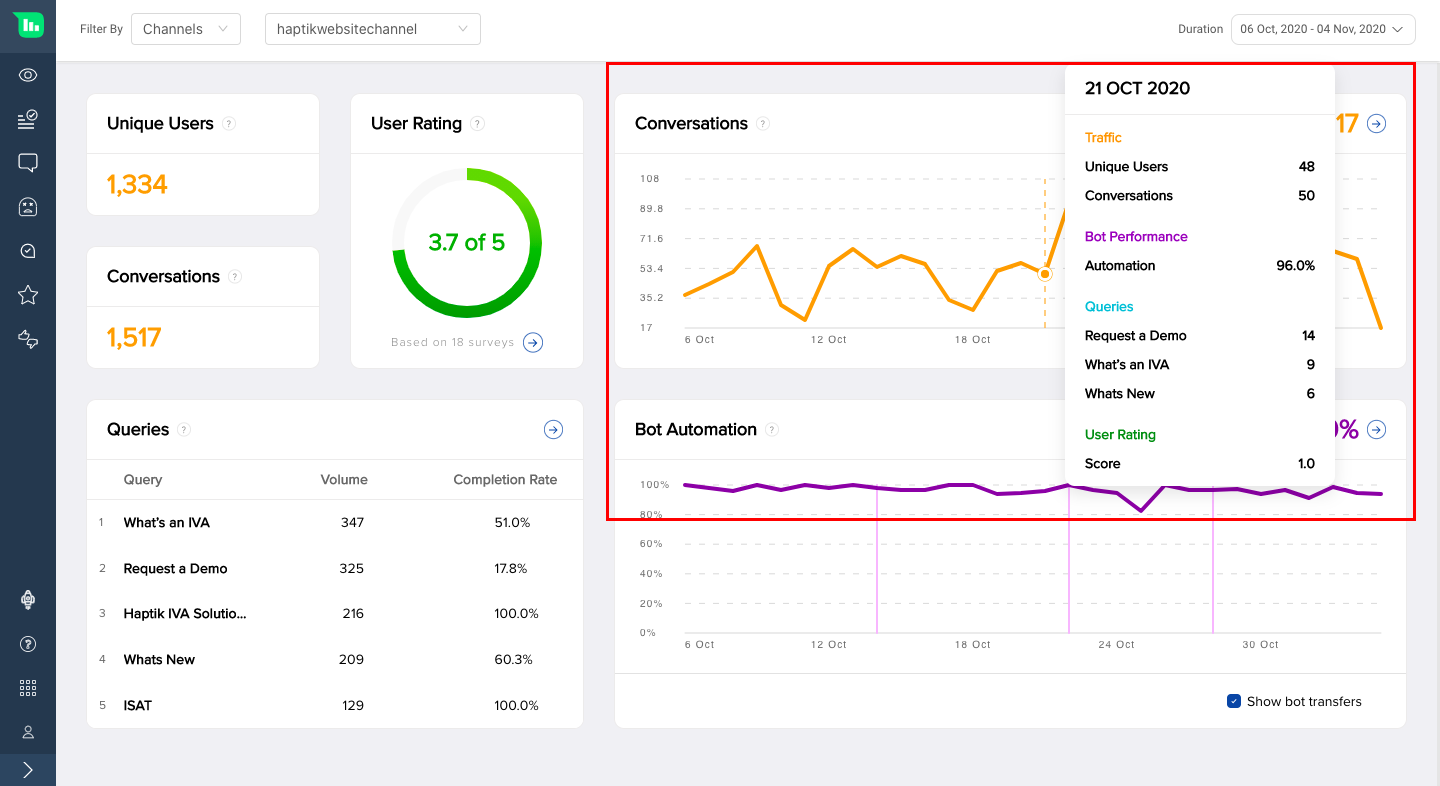 Filter By Channels haptikwebsitechannel Duration 06 Oct, 2020 - 04 Nov, 2020
Unique Users ?
1,334
Conversations ?
1,517
User Rating ?
3.7 of 5
Based on 18 surveys
Conversations ?
17
108
89.8
71.6
53.4
35.2
17
6 Oct 12 Oct 18 Oct
21 OCT 2020
Traffic
Unique Users 48
Conversations 50
Bot Performance
Automation 96.0%
Queries
Request a Demo 14
What's an IVA 9
Whats New 6
User Rating
Score 1.0
Queries ?
Query Volume Completion Rate
1 What's an IVA 347 51.0%
2 Request a Demo 325 17.8%
3 Haptik IVA Solutio... 216 100.0%
4 Whats New 209 60.3%
5 ISAT 129 100.0%
Bot Automation ?
%
100%
80%
60%
40%
20%
0%
6 Oct 12 Oct 18 Oct 24 Oct 30 Oct
Show bot transfers
?